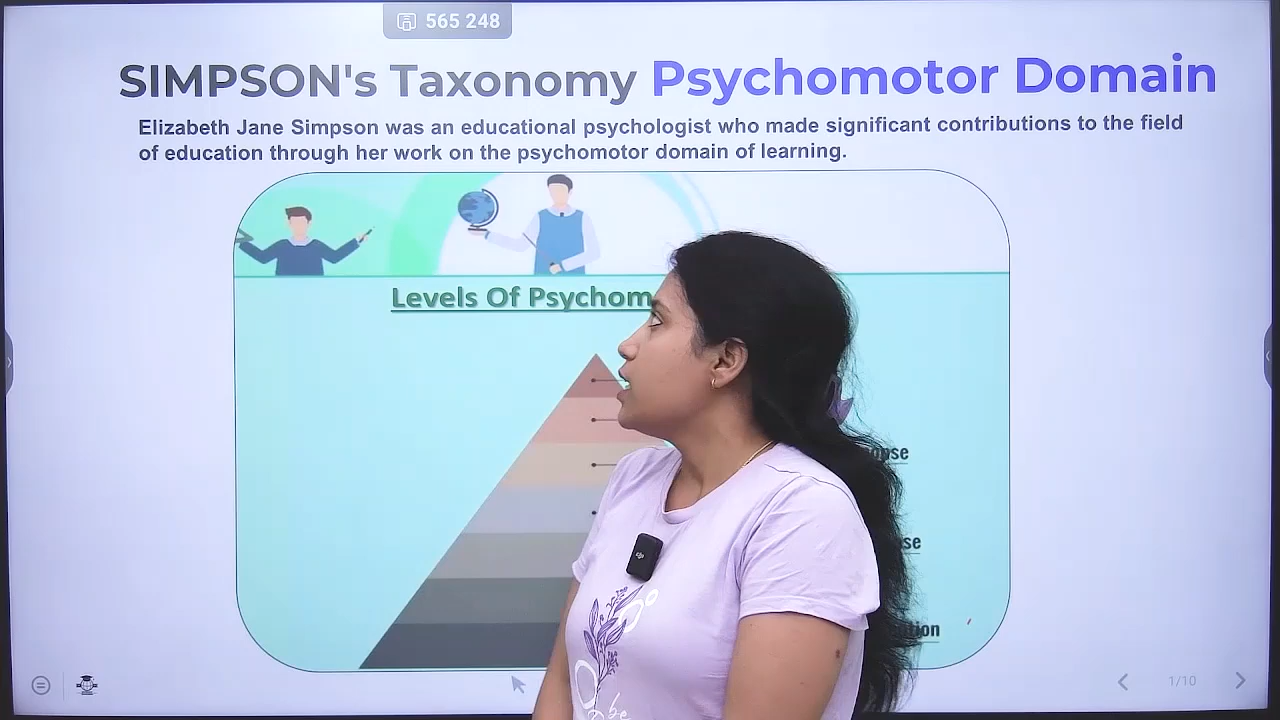 565 248
SIMPSON's Taxonomy Psychomotor Domain
Elizabeth Jane Simpson was an educational psychologist who made significant contributions to the field
of education through her work on the psychomotor domain of learning.
Levels Of Psychom
1/10